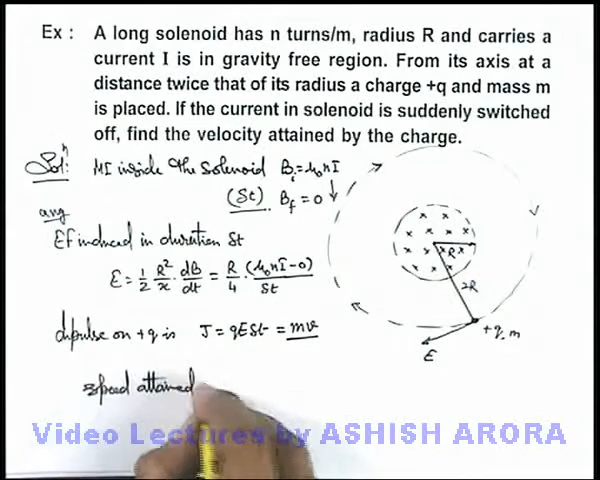 Ex : A long solenoid has n turns/m, radius R and carries a
current I is in gravity free region. From its axis at a
distance twice that of its radius a charge +q and mass m
is placed. If the current in solenoid is suddenly switched
off, find the velocity attained by the charge.
Solⁿ: MI inside the solenoid Bᵢ = μ₀nI
(δt) B_f = 0 ↓
ang
EF induced in duration δt
ε = 1/2 R²/x · dB/dt = R/4 · (μ₀nI-0)/δt
Impulse on +q is J = qEδt = mv
speed attained
R
2R
+q, m
E
Video Lectures by ASHISH ARORA